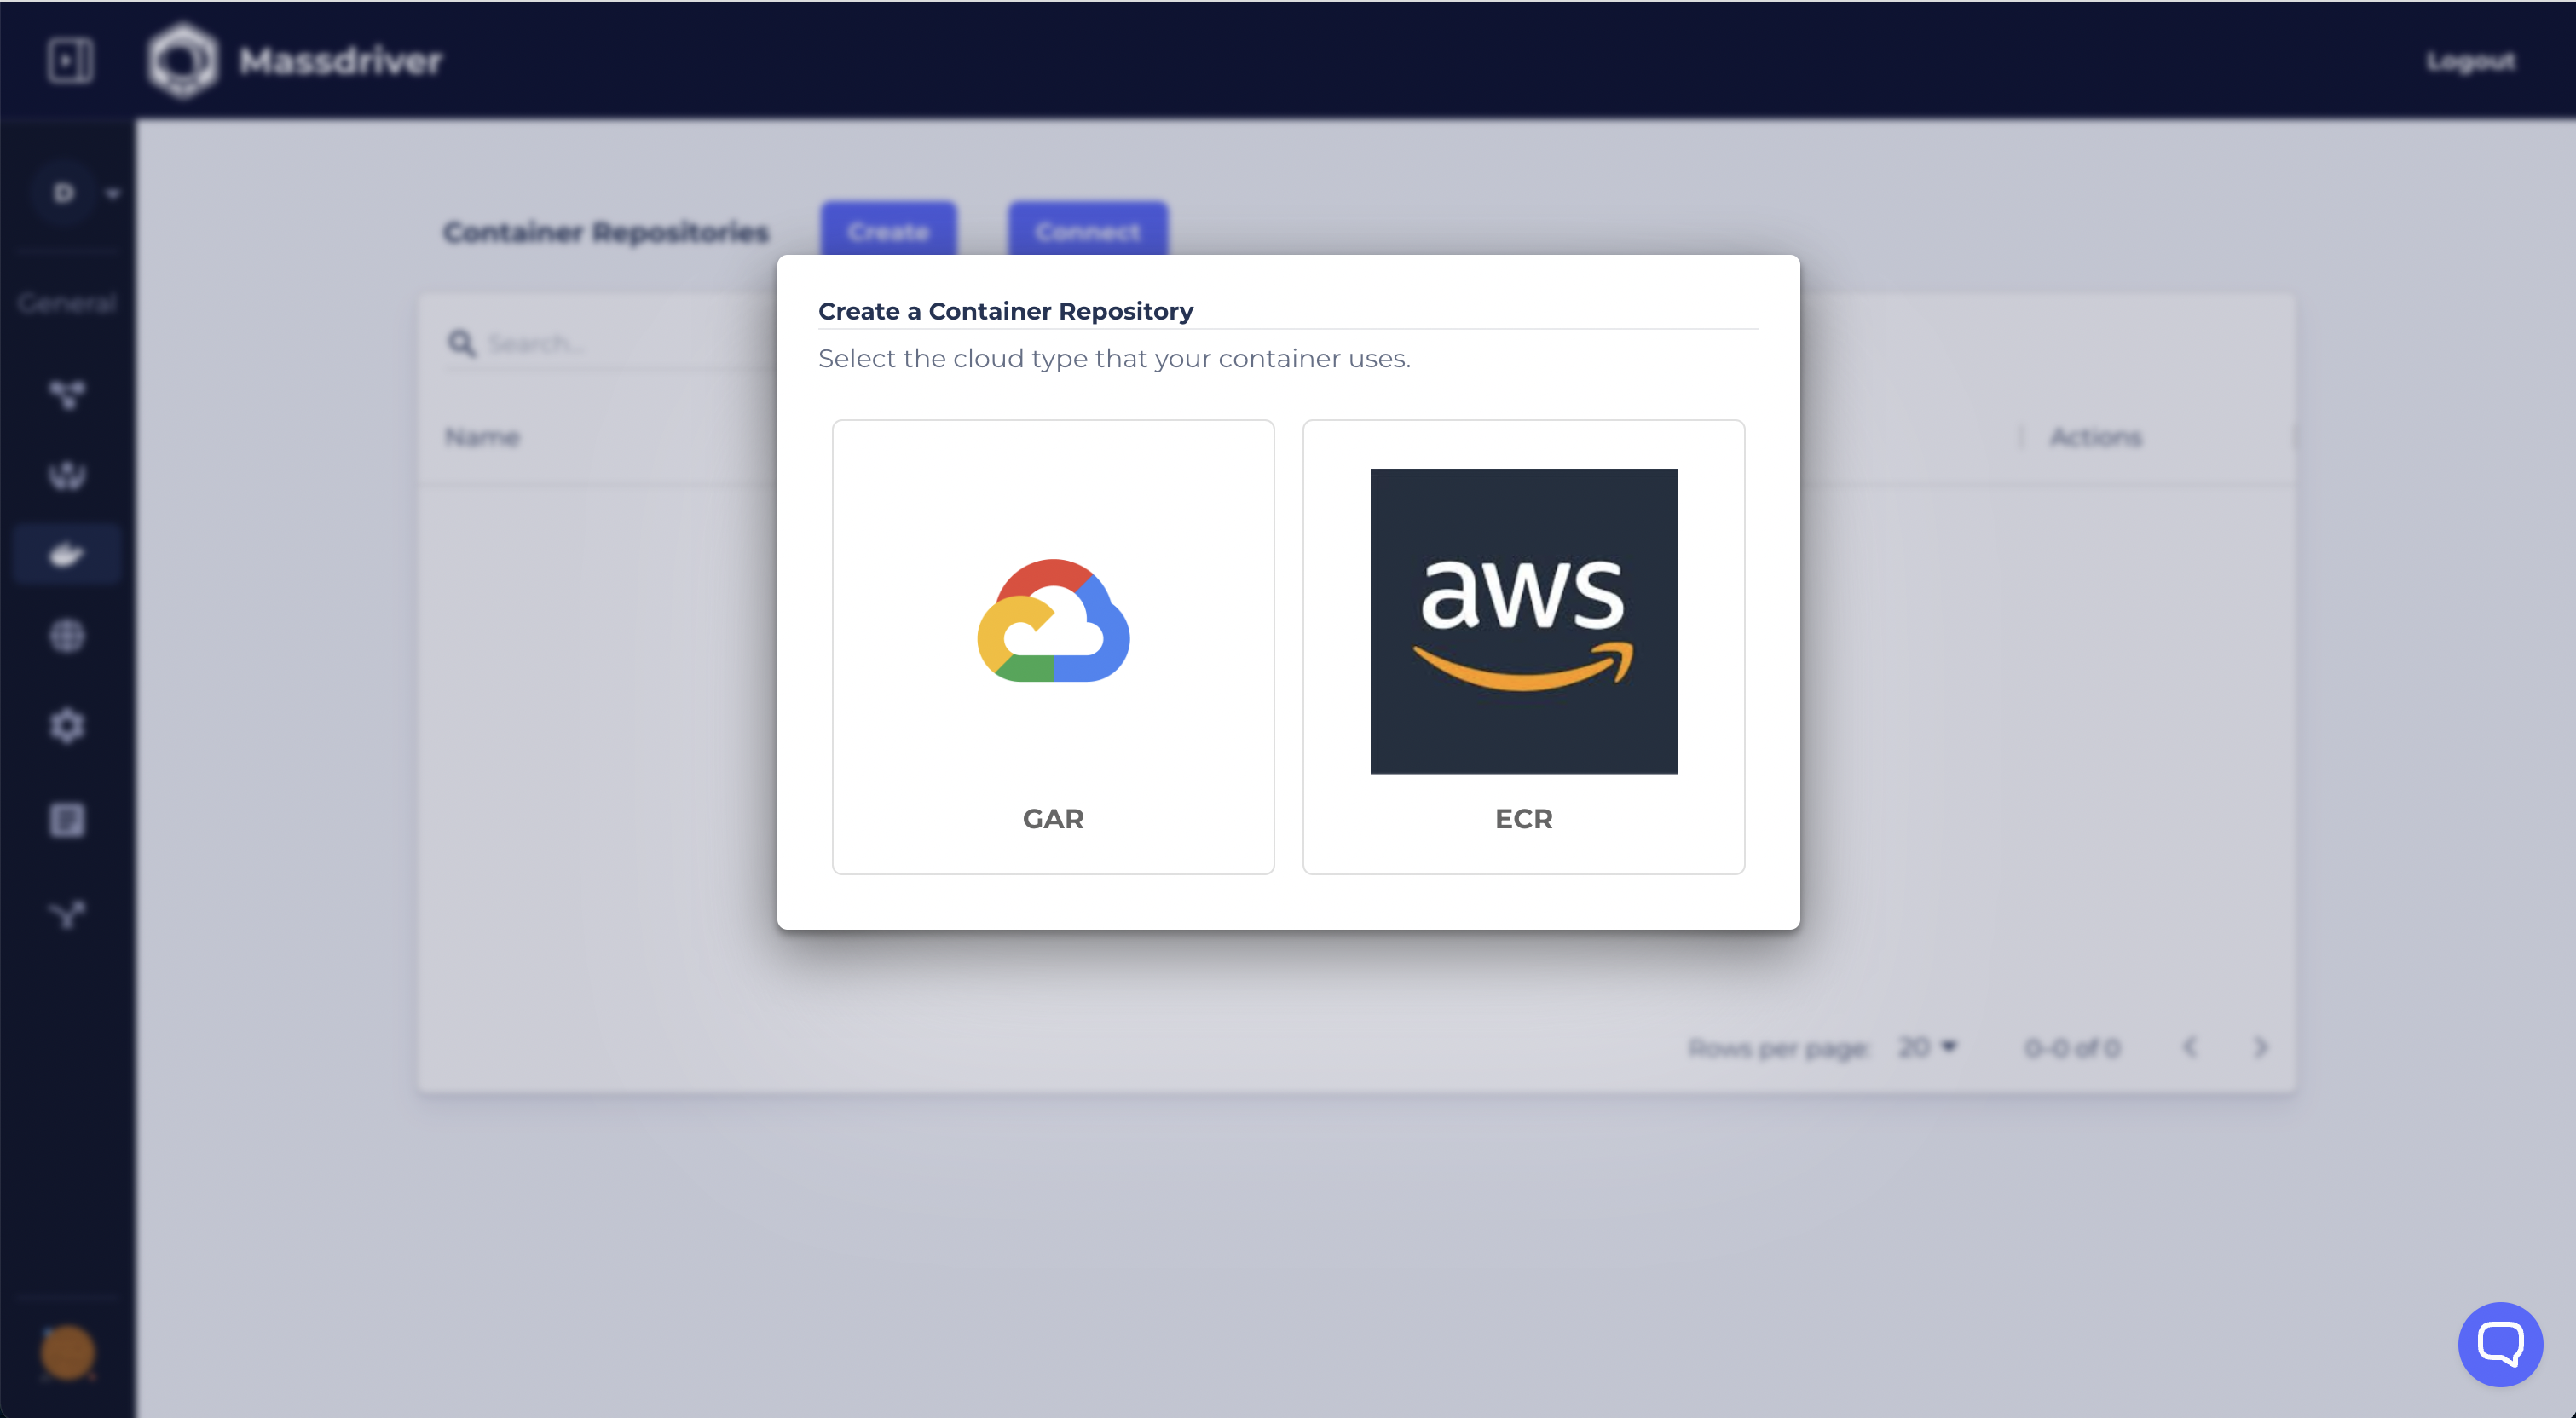 Massdriver
Logout
D
Container Repositories
Create
Connect
General
Search...
Name
Actions
Create a Container Repository
Select the cloud type that your container uses.
aws
GAR
ECR
Rows per page: 20
0-0 of 0